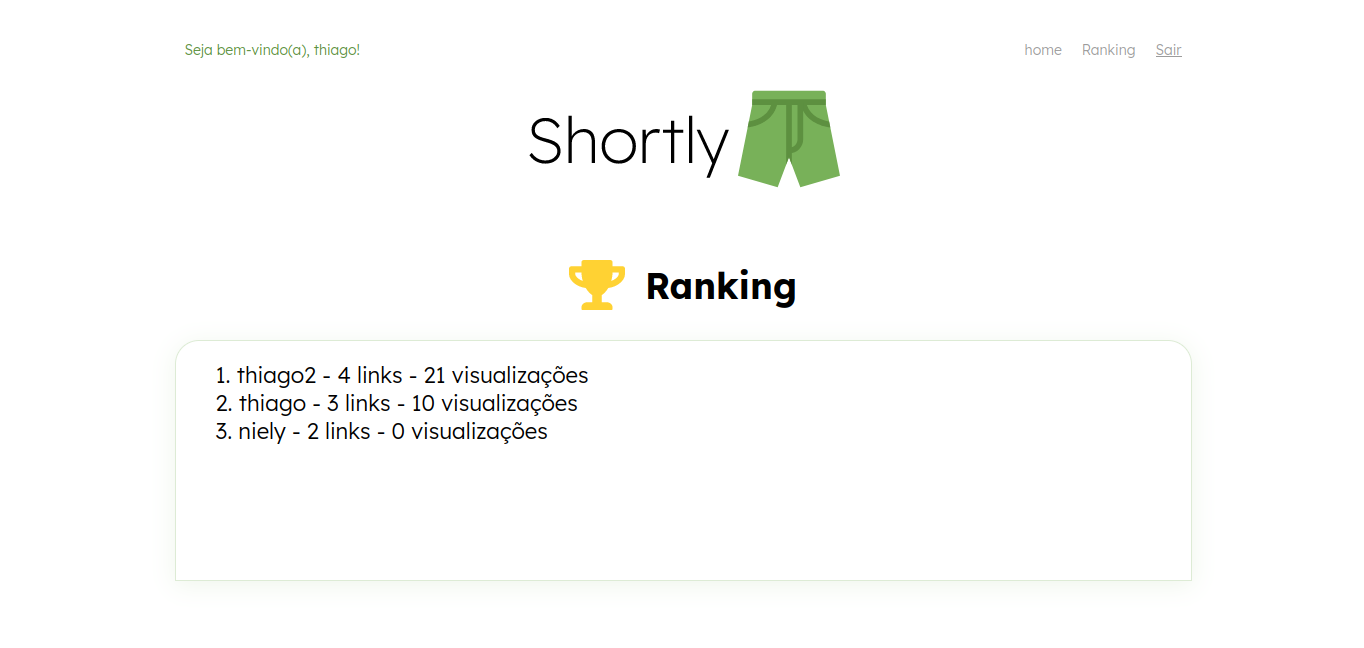 Seja bem-vindo(a), thiago!
home Ranking Sair
Shortly
Ranking
1. thiago2 - 4 links - 21 visualizações
2. thiago - 3 links - 10 visualizações
3. niely - 2 links - 0 visualizações